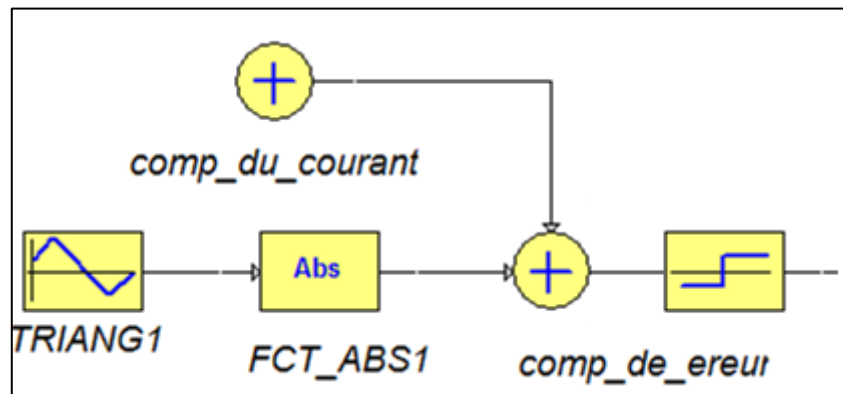 comp_du_courant
Abs
TRIANG1
FCT_ABS1
comp_de_ereur